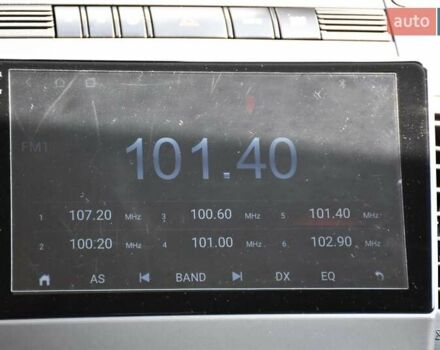 auto
101.40
FM1
1 107.20 MHz 3 100.60 MHz 5 101.40 MHz
2 100.20 MHz 4 101.00 MHz 6 102.90 MHz
AS BAND DX EQ